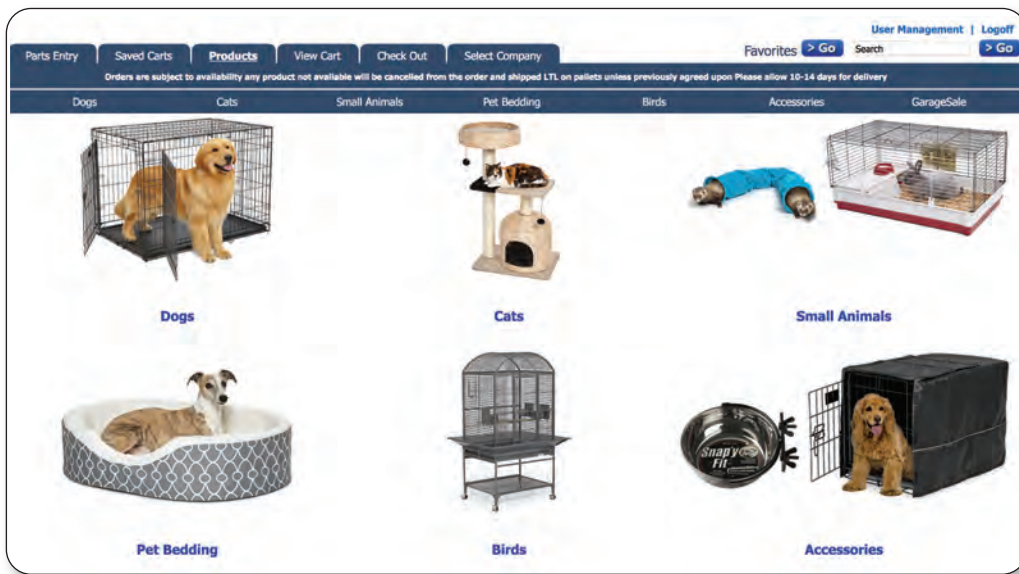 User Management | Logoff
Parts Entry Saved Carts Products View Cart Check Out Select Company Favorites > Go Search > Go
Orders are subject to availability any product not available will be cancelled from the order and shipped LTL on pallets unless previously agreed upon Please allow 10-14 days for delivery
Dogs Cats Small Animals Pet Bedding Birds Accessories GarageSale
Dogs Cats Small Animals
Snap'y
Fit
Pet Bedding Birds Accessories